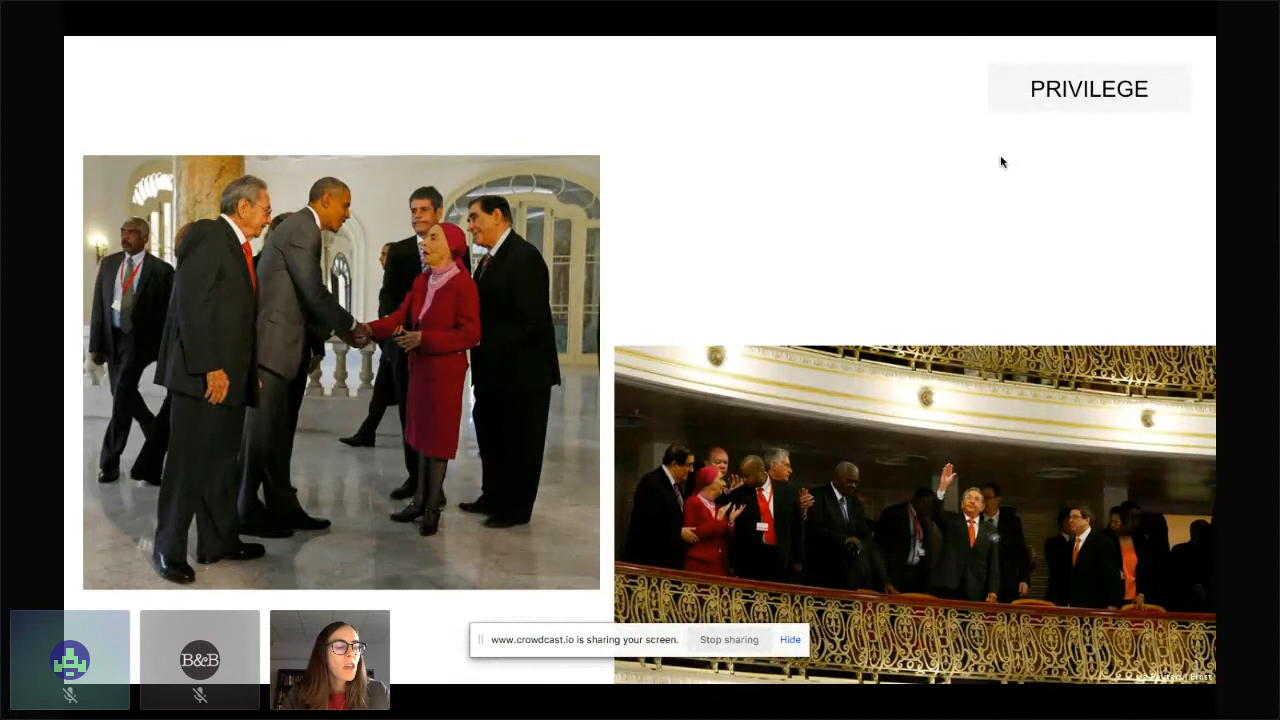 PRIVILEGE
www.crowdcast.io is sharing your screen.
Stop sharing
Hide
B&B